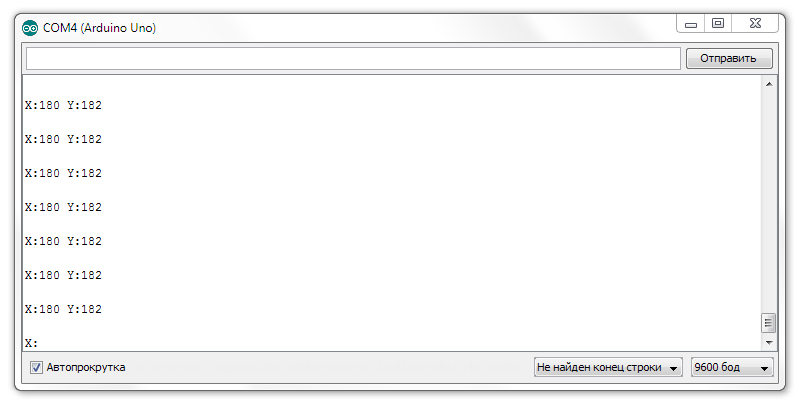 COM4 (Arduino Uno)
Отправить
X:180 Y:182
X:180 Y:182
X:180 Y:182
X:180 Y:182
X:180 Y:182
X:180 Y:182
X:180 Y:182
X:
Автопрокрутка
Не найден конец строки
9600 бод